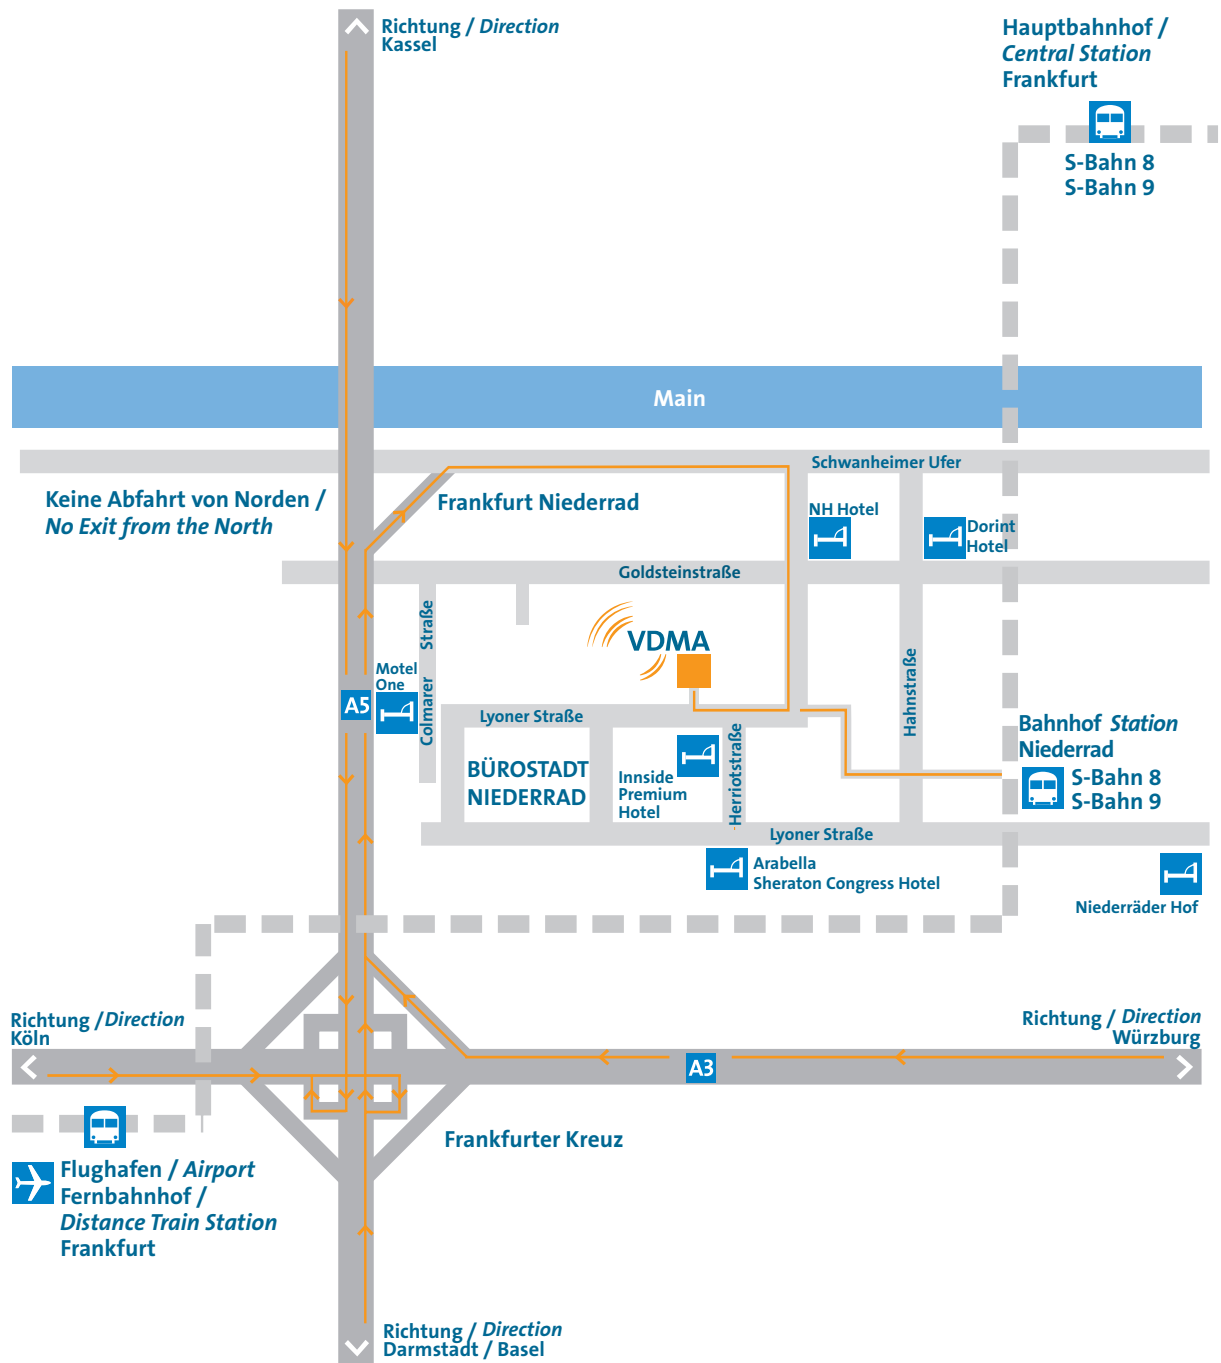 Richtung / Direction
Kassel
Hauptbahnhof /
Central Station
Frankfurt
S-Bahn 8
S-Bahn 9
Main
Schwanheimer Ufer
Keine Abfahrt von Norden /
No Exit from the North
Frankfurt Niederrad
NH Hotel
Dorint
Hotel
Goldsteinstraße
Colmarer Straße
VDMA
Motel
One
A5
Lyoner Straße
Hahnstraße
Bahnhof Station
Niederrad
S-Bahn 8
S-Bahn 9
BÜROSTADT
NIEDERRAD
Innside
Premium
Hotel
Herriotstraße
Lyoner Straße
Arabella
Sheraton Congress Hotel
Niederräder Hof
Richtung /Direction
Köln
Richtung / Direction
Würzburg
A3
Frankfurter Kreuz
Flughafen / Airport
Fernbahnhof /
Distance Train Station
Frankfurt
Richtung / Direction
Darmstadt / Basel